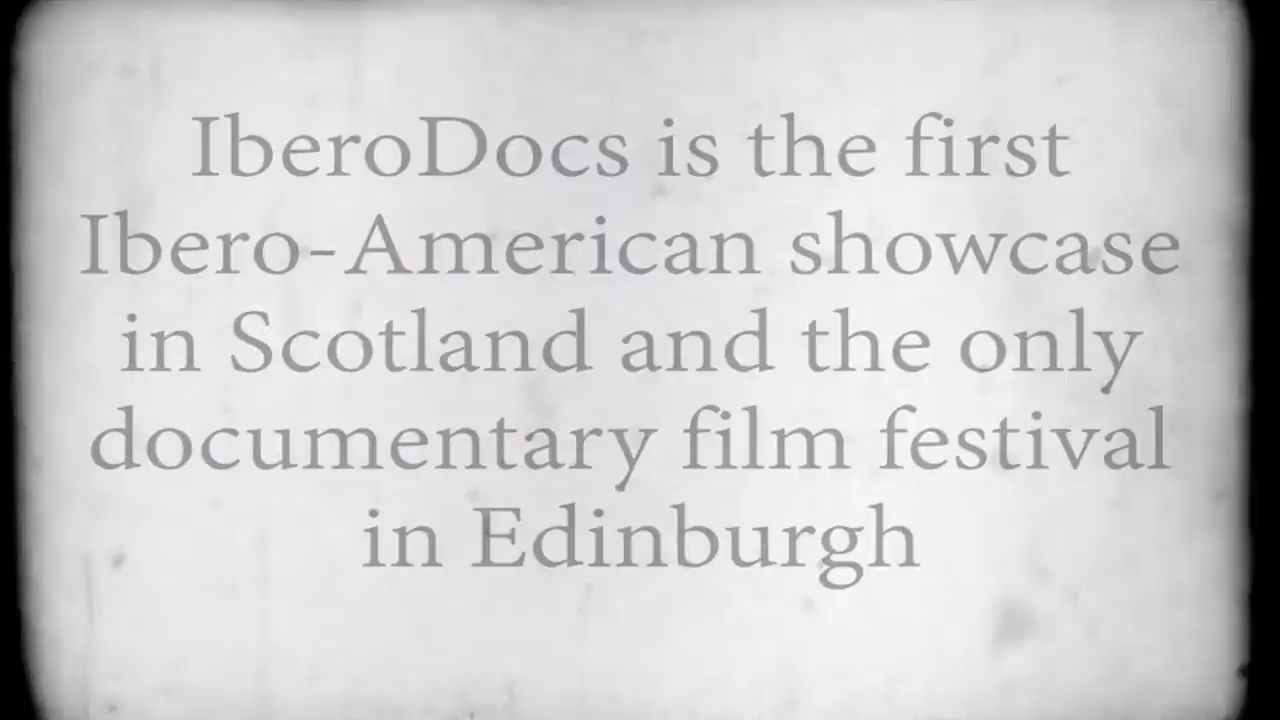 IberoDocs is the first
Ibero-American showcase
in Scotland and the only
documentary film festival
in Edinburgh